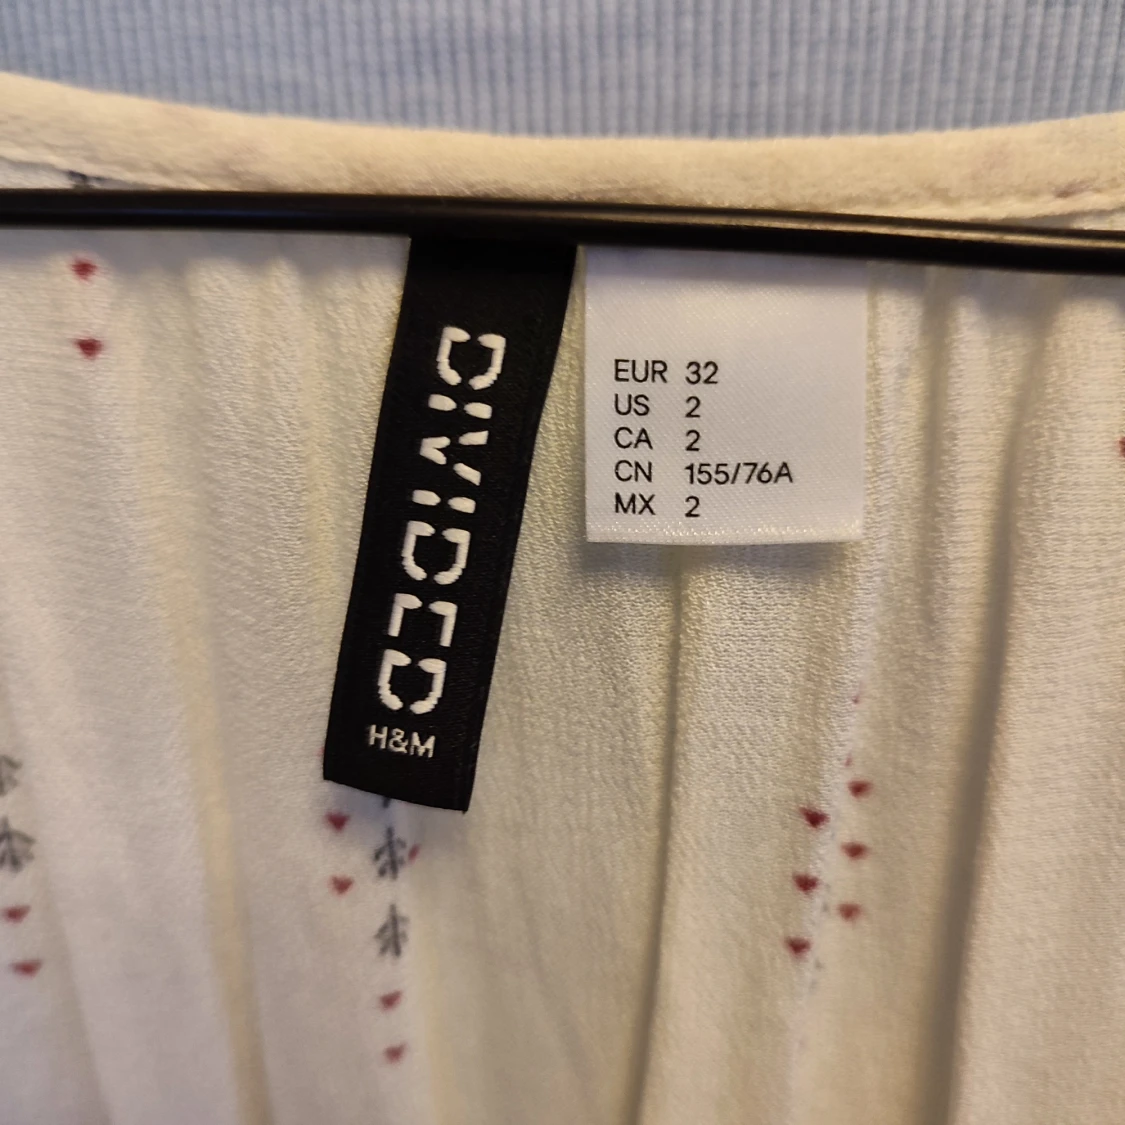 DIVIDED
H&M
EUR 32
US 2
CA 2
CN 155/76A
MX 2